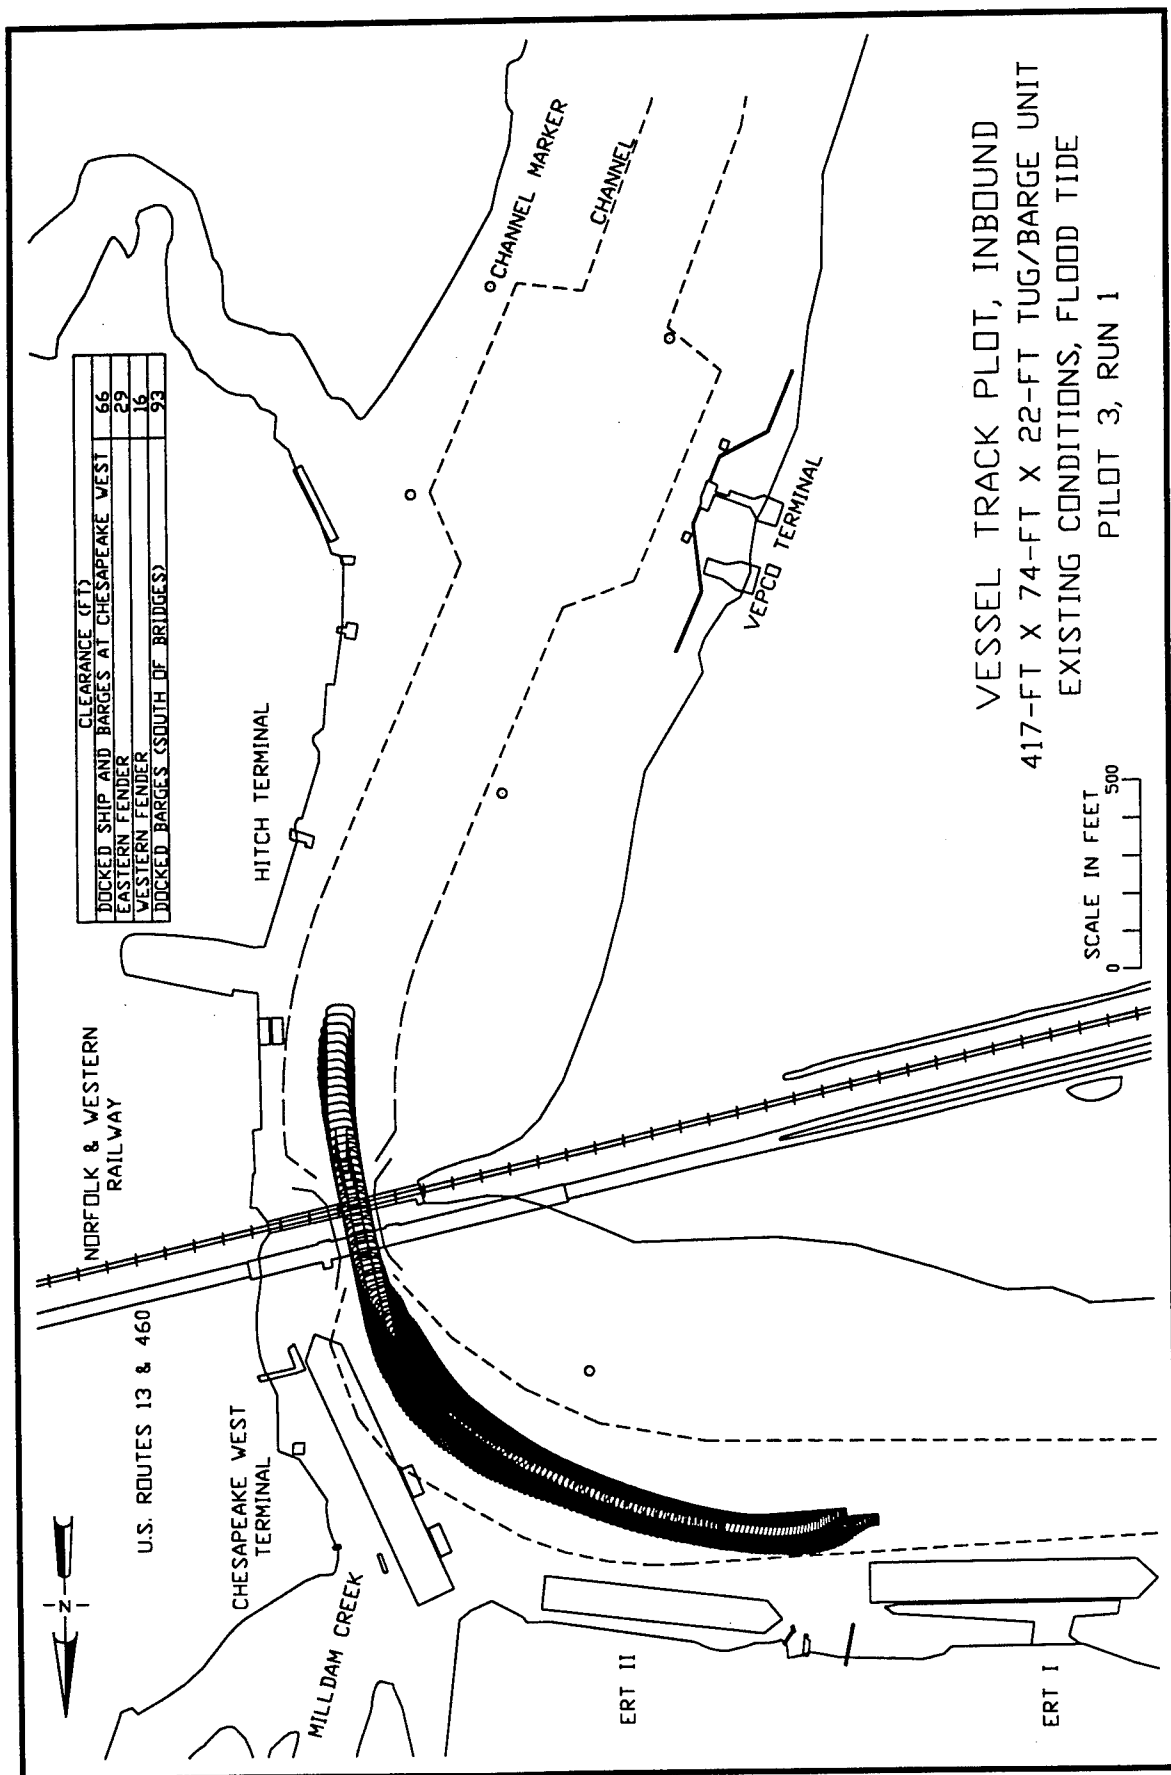 CLEARANCE (FT)
DOCKED SHIP AND BARGES AT CHESAPEAKE WEST 66
EASTERN FENDER 29
WESTERN FENDER 16
DOCKED BARGES (SOUTH OF BRIDGES) 93
N
U.S. ROUTES 13 & 460
NORFOLK & WESTERN
RAILWAY
HITCH TERMINAL
CHESAPEAKE WEST
TERMINAL
MILLDAM CREEK
CHANNEL MARKER
CHANNEL
VEPCO TERMINAL
ERT II
ERT I
SCALE IN FEET
0 500
VESSEL TRACK PLOT, INBOUND
417-FT X 74-FT X 22-FT TUG/BARGE UNIT
EXISTING CONDITIONS, FLOOD TIDE
PILOT 3, RUN 1